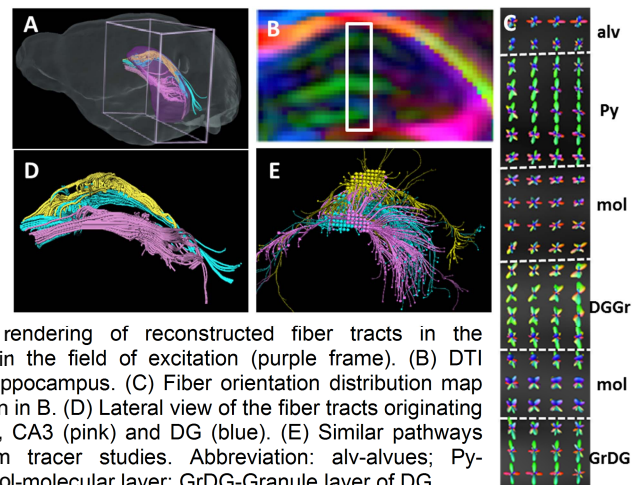 A
B
C
alv
Py
mol
DGGr
mol
GrDG
D
E
rendering of reconstructed fiber tracts in the
in the field of excitation (purple frame). (B) DTI
ppocampus. (C) Fiber orientation distribution map
n in B. (D) Lateral view of the fiber tracts originating
, CA3 (pink) and DG (blue). (E) Similar pathways
m tracer studies. Abbreviation: alv-alvues; Py-
ol-molecular layer; GrDG-Granule layer of DG